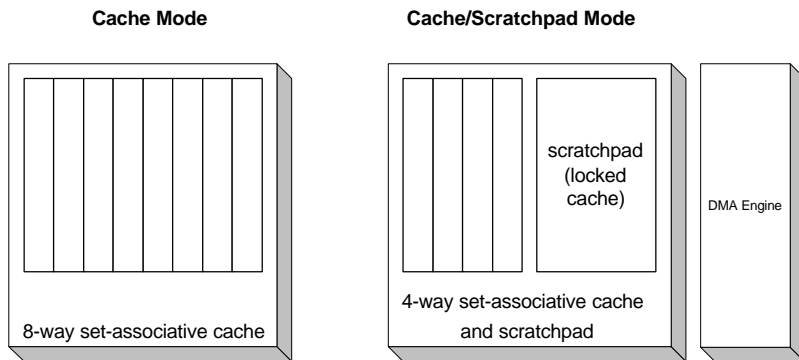 Cache Mode
Cache/Scratchpad Mode
scratchpad
(locked
cache)
DMA Engine
8-way set-associative cache
4-way set-associative cache
and scratchpad